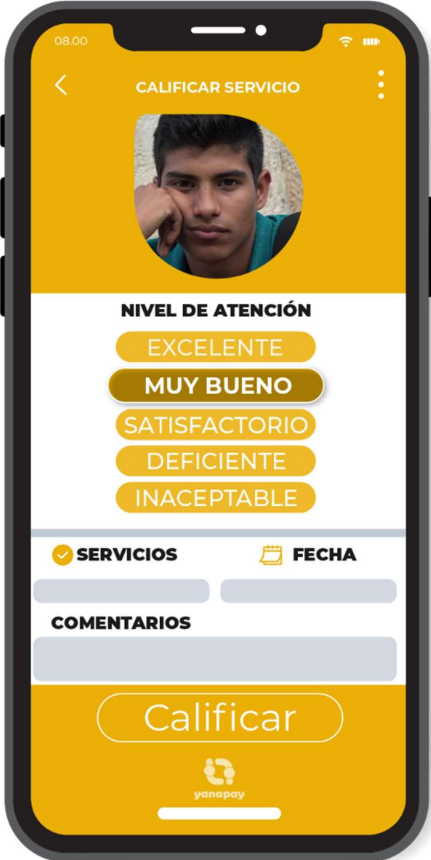 08.00
CALIFICAR SERVICIO
NIVEL DE ATENCIÓN
EXCELENTE
MUY BUENO
SATISFACTORIO
DEFICIENTE
INACEPTABLE
SERVICIOS
FECHA
COMENTARIOS
Calificar
yanapay